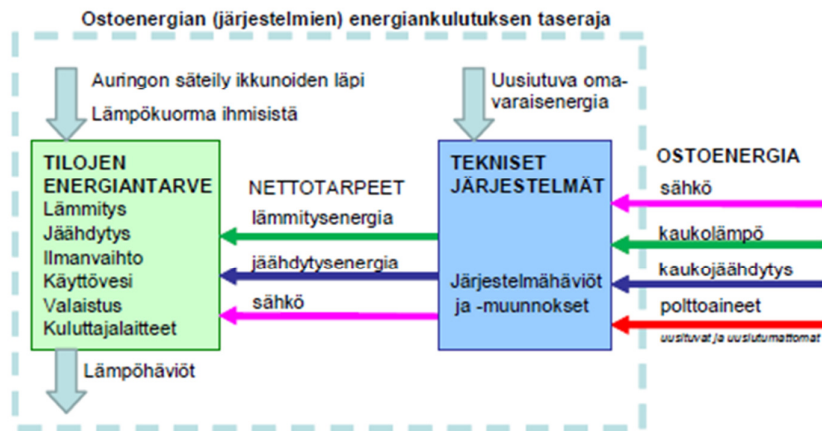 Ostoenergian (järjestelmien) energiankulutuksen taseraja
Auringon säteily ikkunoiden läpi
Lämpökuorma ihmisistä
Uusiutuva oma-
varaisenergia
TILOJEN
ENERGIANTARVE
Lämmitys
Jäähdytys
Ilmanvaihto
Käyttövesi
Valaistus
Kuluttajalaitteet
NETTOTARPEET
lämmitysenergia
jäähdytysenergia
sähkö
TEKNISET
JÄRJESTELMÄT
Järjestelmähäviöt
ja -muunnokset
OSTOENERGIA
sähkö
kaukolämpö
kaukojäähdytys
polttoaineet
uusiutuvat ja uusiutumattomat
Lämpöhäviöt